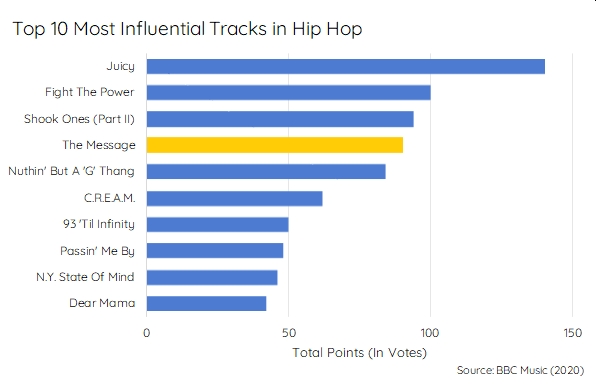 Top 10 Most Influential Tracks in Hip Hop
Juicy
Fight The Power
Shook Ones (Part II)
The Message
Nuthin' But A 'G' Thang
C.R.E.A.M.
93 'Til Infinity
Passin' Me By
N.Y. State Of Mind
Dear Mama
0 50 100 150
Total Points (In Votes)
Source: BBC Music (2020)